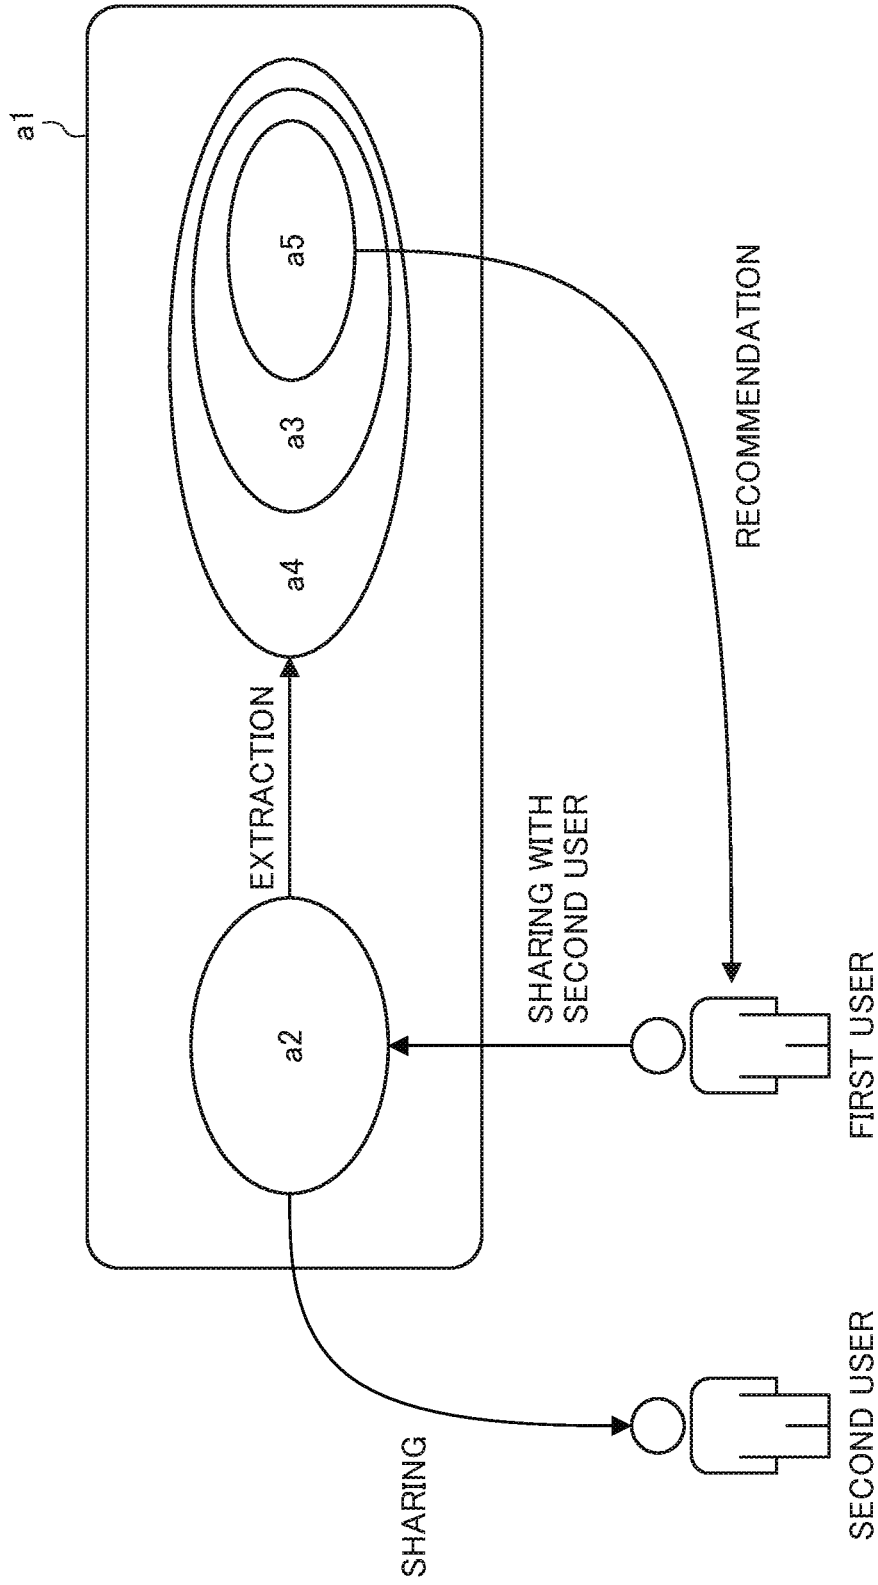 a1
a2
EXTRACTION
a4
a3
a5
SHARING
SHARING WITH
SECOND USER
RECOMMENDATION
SECOND USER
FIRST USER